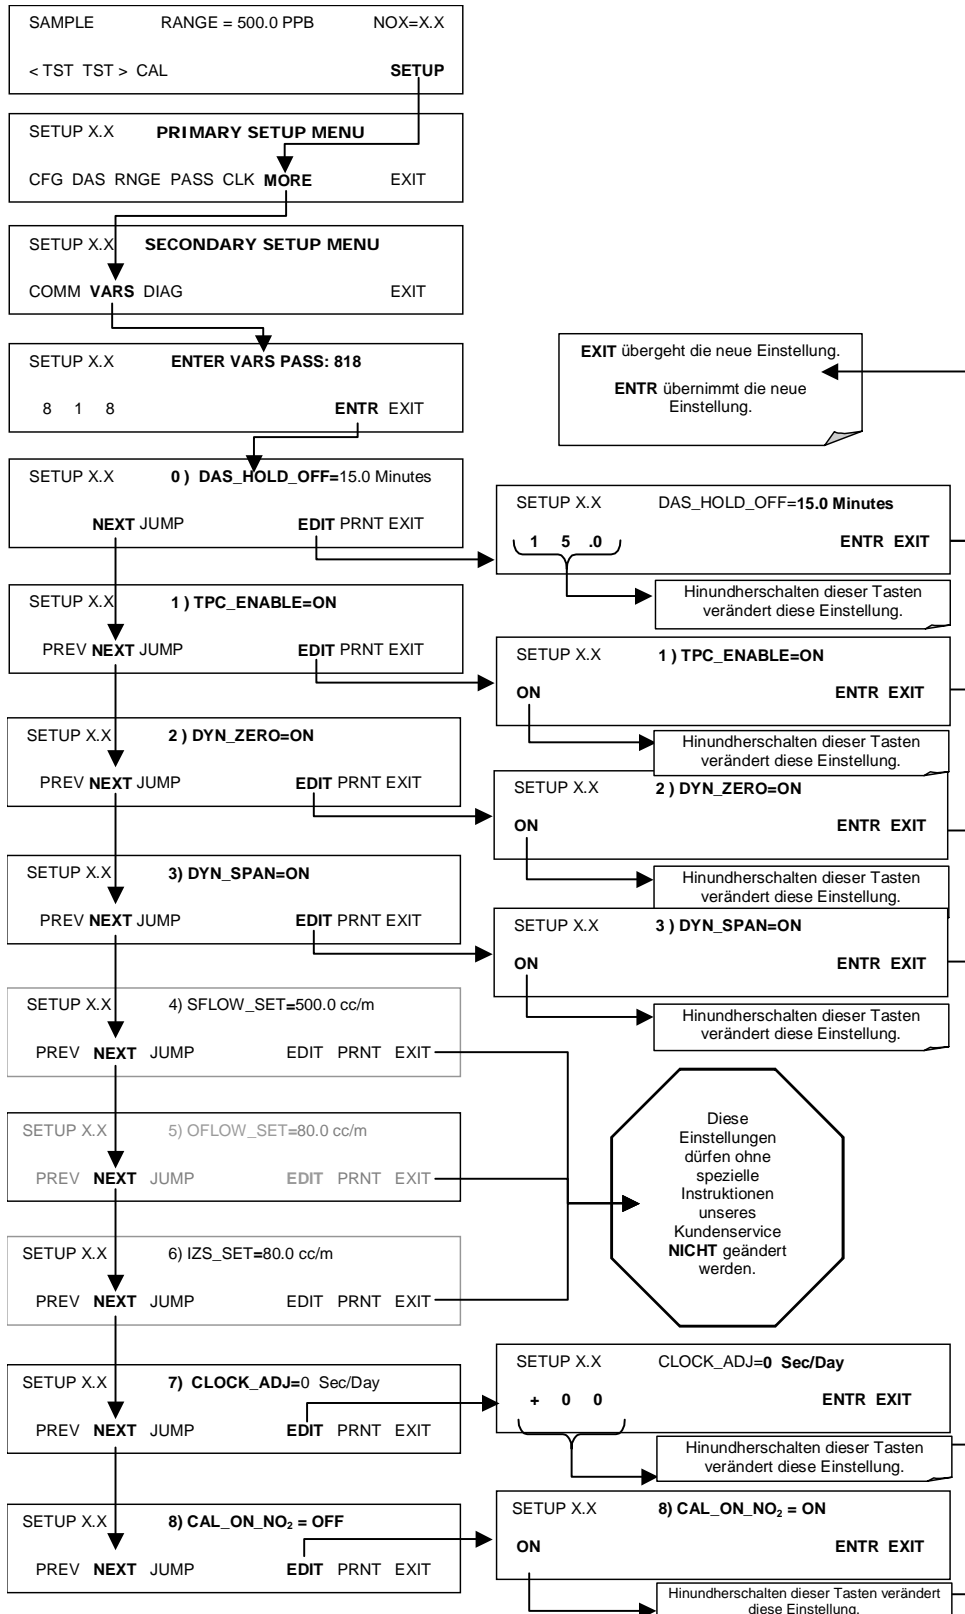 SAMPLE RANGE = 500.0 PPB NOX=X.X
< TST TST > CAL SETUP
SETUP X.X PRIMARY SETUP MENU
CFG DAS RNGE PASS CLK MORE EXIT
SETUP X.X SECONDARY SETUP MENU
COMM VARS DIAG EXIT
SETUP X.X ENTER VARS PASS: 818
8 1 8 ENTR EXIT
EXIT übergeht die neue Einstellung.
ENTR übernimmt die neue
Einstellung.
SETUP X.X 0 ) DAS_HOLD_OFF=15.0 Minutes
NEXT JUMP EDIT PRNT EXIT
SETUP X.X DAS_HOLD_OFF=15.0 Minutes
1 5 .0 ENTR EXIT
Hinundherschalten dieser Tasten
verändert diese Einstellung.
SETUP X.X 1 ) TPC_ENABLE=ON
PREV NEXT JUMP EDIT PRNT EXIT
SETUP X.X 1 ) TPC_ENABLE=ON
ON ENTR EXIT
Hinundherschalten dieser Tasten
verändert diese Einstellung.
SETUP X.X 2 ) DYN_ZERO=ON
PREV NEXT JUMP EDIT PRNT EXIT
SETUP X.X 2 ) DYN_ZERO=ON
ON ENTR EXIT
Hinundherschalten dieser Tasten
verändert diese Einstellung.
SETUP X.X 3) DYN_SPAN=ON
PREV NEXT JUMP EDIT PRNT EXIT
SETUP X.X 3 ) DYN_SPAN=ON
ON ENTR EXIT
Hinundherschalten dieser Tasten
verändert diese Einstellung.
SETUP X.X 4) SFLOW_SET=500.0 cc/m
PREV NEXT JUMP EDIT PRNT EXIT
SETUP X.X 5) OFLOW_SET=80.0 cc/m
PREV NEXT JUMP EDIT PRNT EXIT
SETUP X.X 6) IZS_SET=80.0 cc/m
PREV NEXT JUMP EDIT PRNT EXIT
Diese
Einstellungen
dürfen ohne
spezielle
Instruktionen
unseres
Kundenservice
NICHT geändert
werden.
SETUP X.X 7) CLOCK_ADJ=0 Sec/Day
PREV NEXT JUMP EDIT PRNT EXIT
SETUP X.X CLOCK_ADJ=0 Sec/Day
+ 0 0 ENTR EXIT
Hinundherschalten dieser Tasten
verändert diese Einstellung.
SETUP X.X 8) CAL_ON_NO₂ = OFF
PREV NEXT JUMP EDIT PRNT EXIT
SETUP X.X 8) CAL_ON_NO₂ = ON
ON ENTR EXIT
Hinundherschalten dieser Tasten verändert
diese Einstellung.